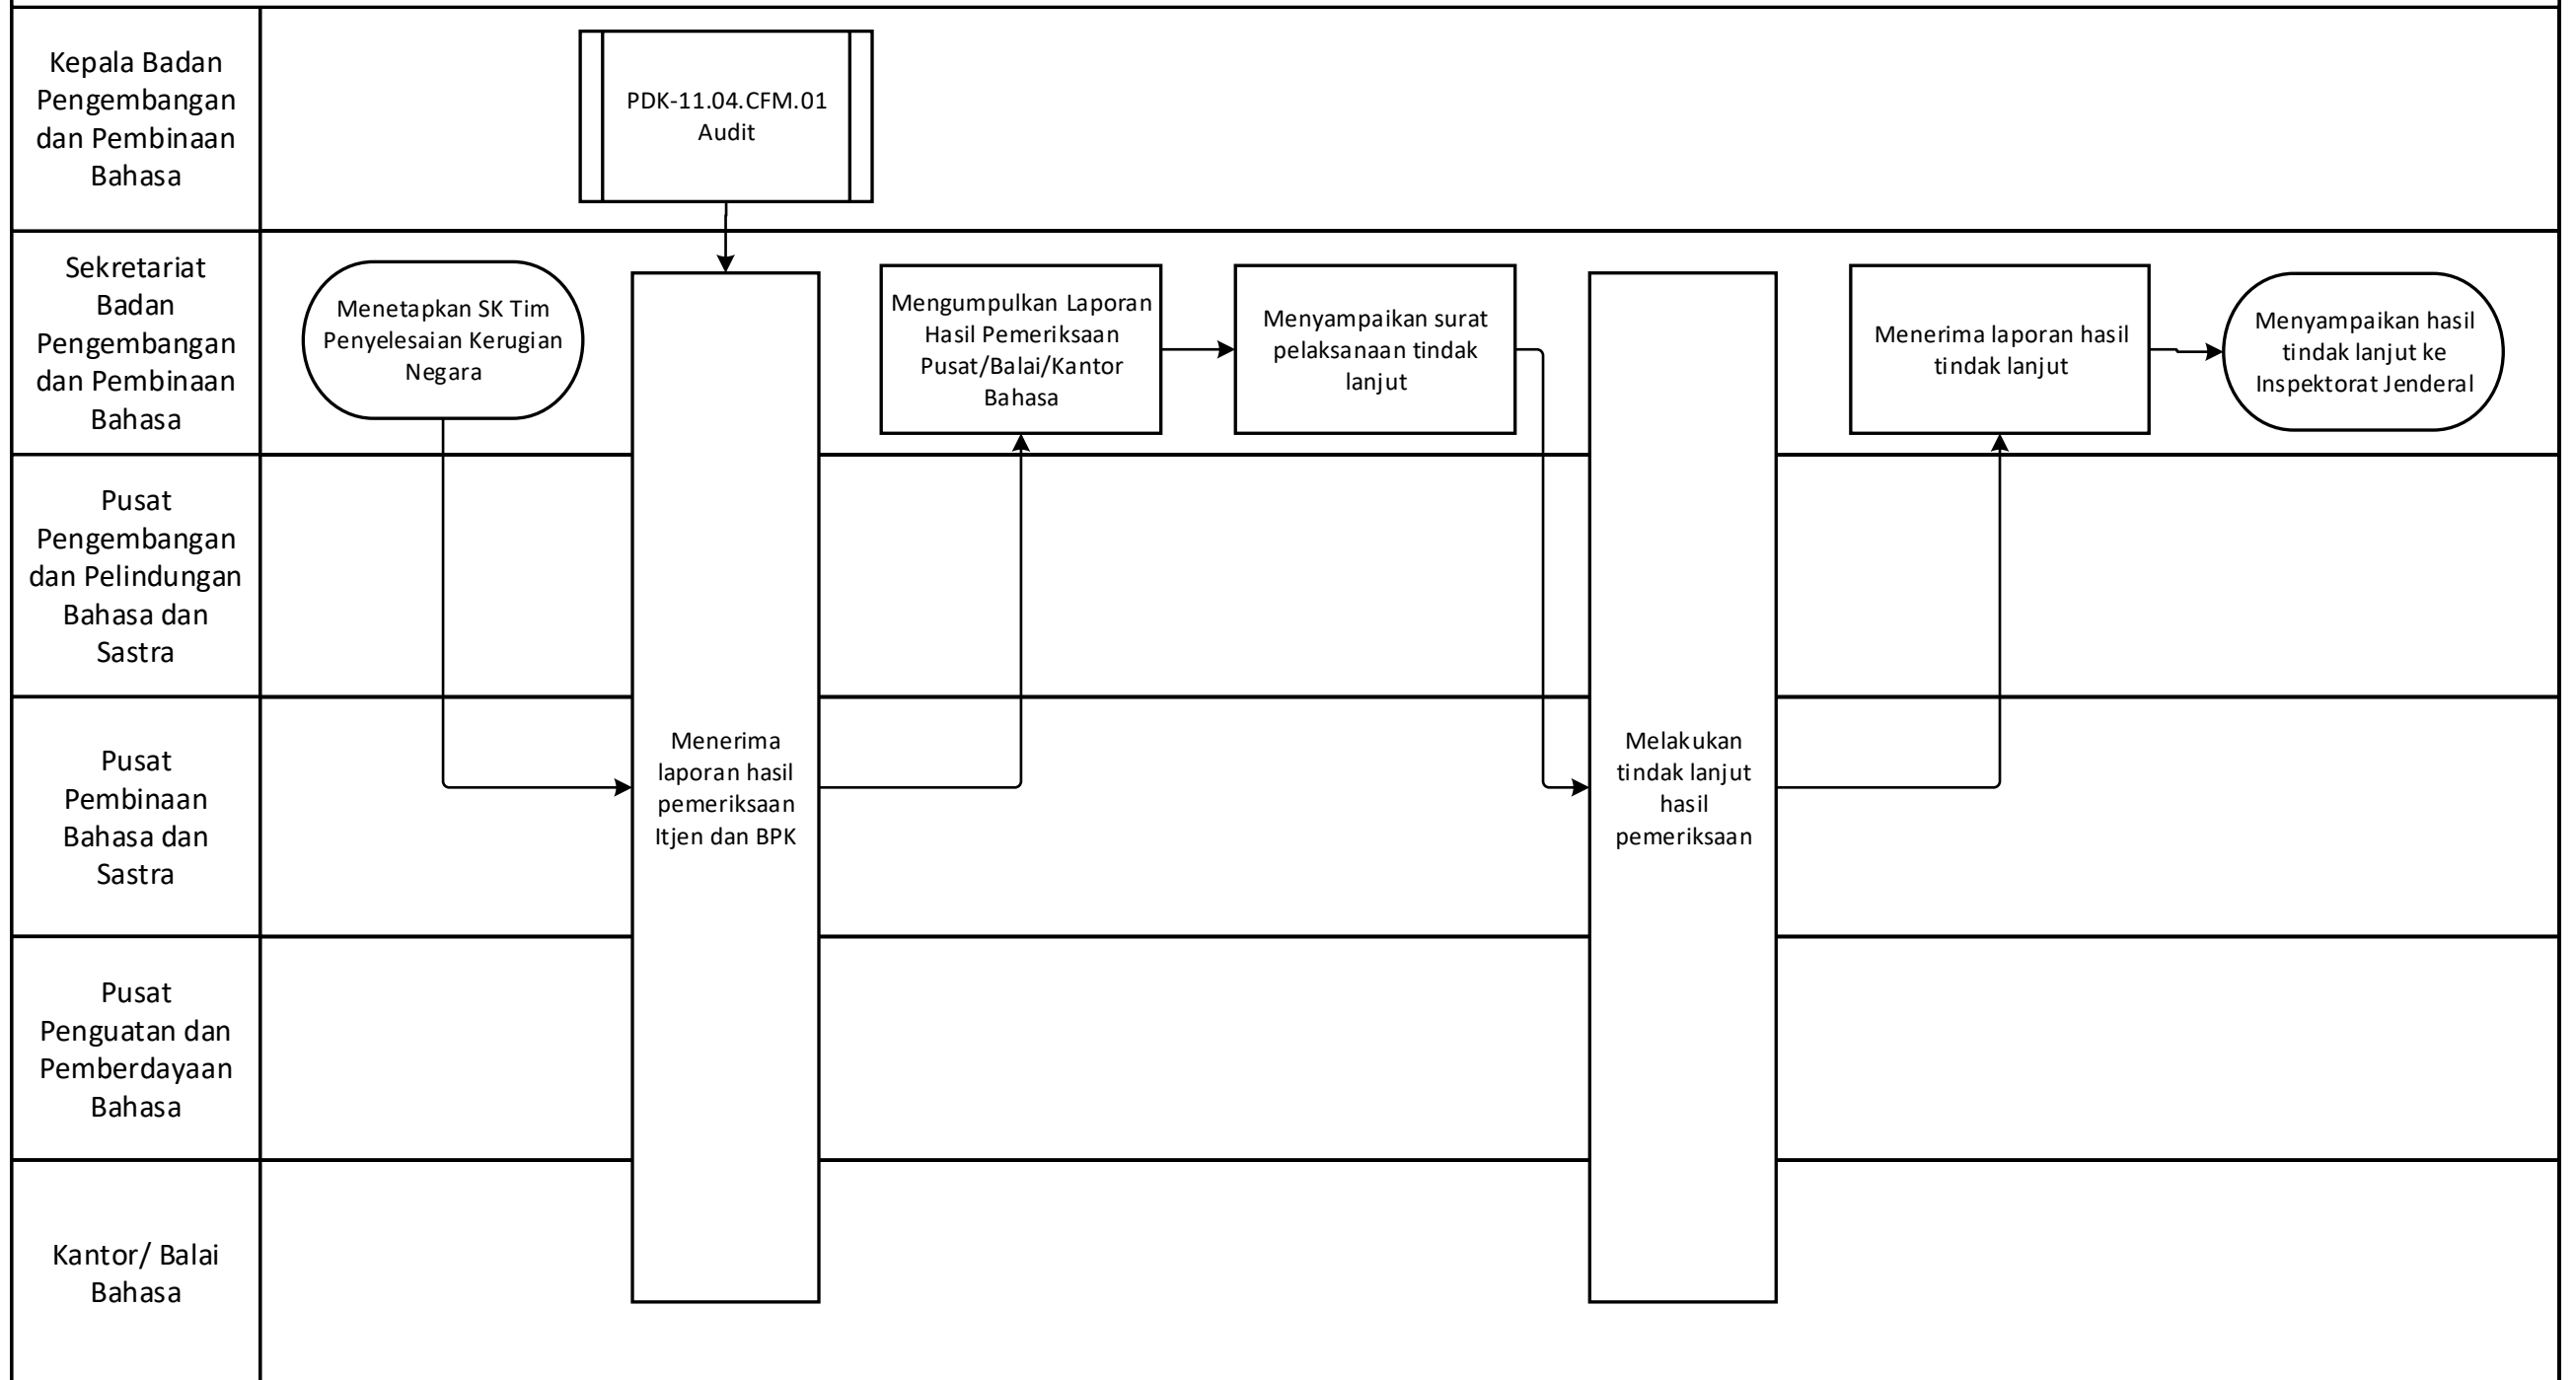 Kepala Badan
Pengembangan
dan Pembinaan
Bahasa
PDK-11.04.CFM.01
Audit
Sekretariat
Badan
Pengembangan
dan Pembinaan
Bahasa
Menetapkan SK Tim
Penyelesaian Kerugian
Negara
Mengumpulkan Laporan
Hasil Pemeriksaan
Pusat/Balai/Kantor
Bahasa
Menyampaikan surat
pelaksanaan tindak
lanjut
Menerima laporan hasil
tindak lanjut
Menyampaikan hasil
tindak lanjut ke
Inspektorat Jenderal
Pusat
Pengembangan
dan Pelindungan
Bahasa dan
Sastra
Pusat
Pembinaan
Bahasa dan
Sastra
Menerima
laporan hasil
pemeriksaan
Itjen dan BPK
Melakukan
tindak lanjut
hasil
pemeriksaan
Pusat
Penguatan dan
Pemberdayaan
Bahasa
Kantor/ Balai
Bahasa